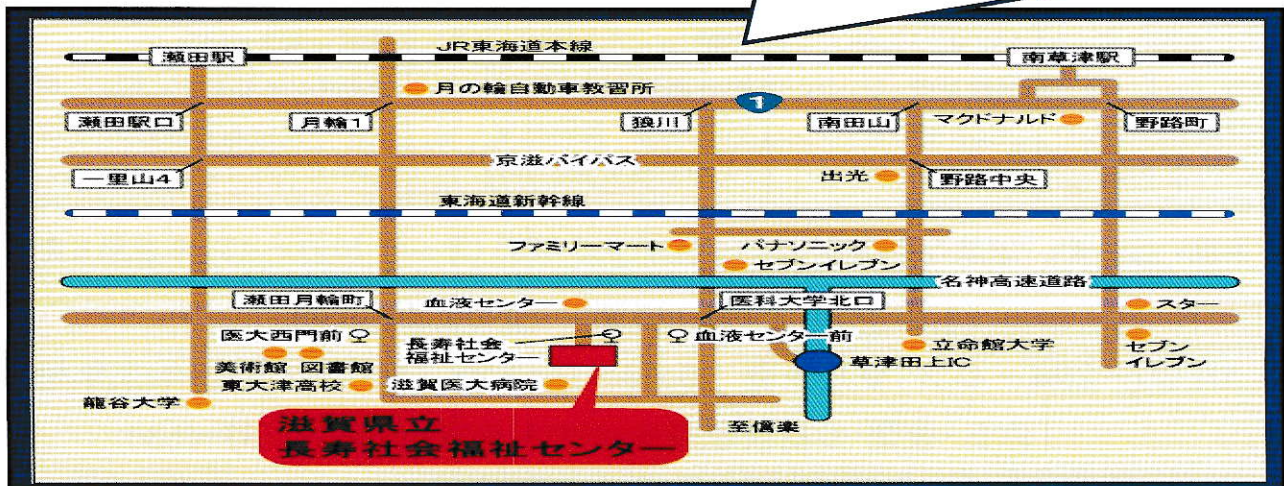 JR東海道本線
瀬田駅
南草津駅
月の輪自動車教習所
1
瀬田駅口
月輪1
狼川
南田山
マクドナルド
野路町
京滋バイパス
一里山4
出光
野路中央
東海道新幹線
ファミリーマート
パナソニック
セブンイレブン
名神高速道路
瀬田月輪町
血液センター
医科大学北口
スター
医大西門前
長寿社会
福祉センター
血液センター前
立命館大学
セブン
イレブン
美術館
図書館
草津田上IC
東大津高校
滋賀医大病院
龍谷大学
至信楽
滋賀県立
長寿社会福祉センター